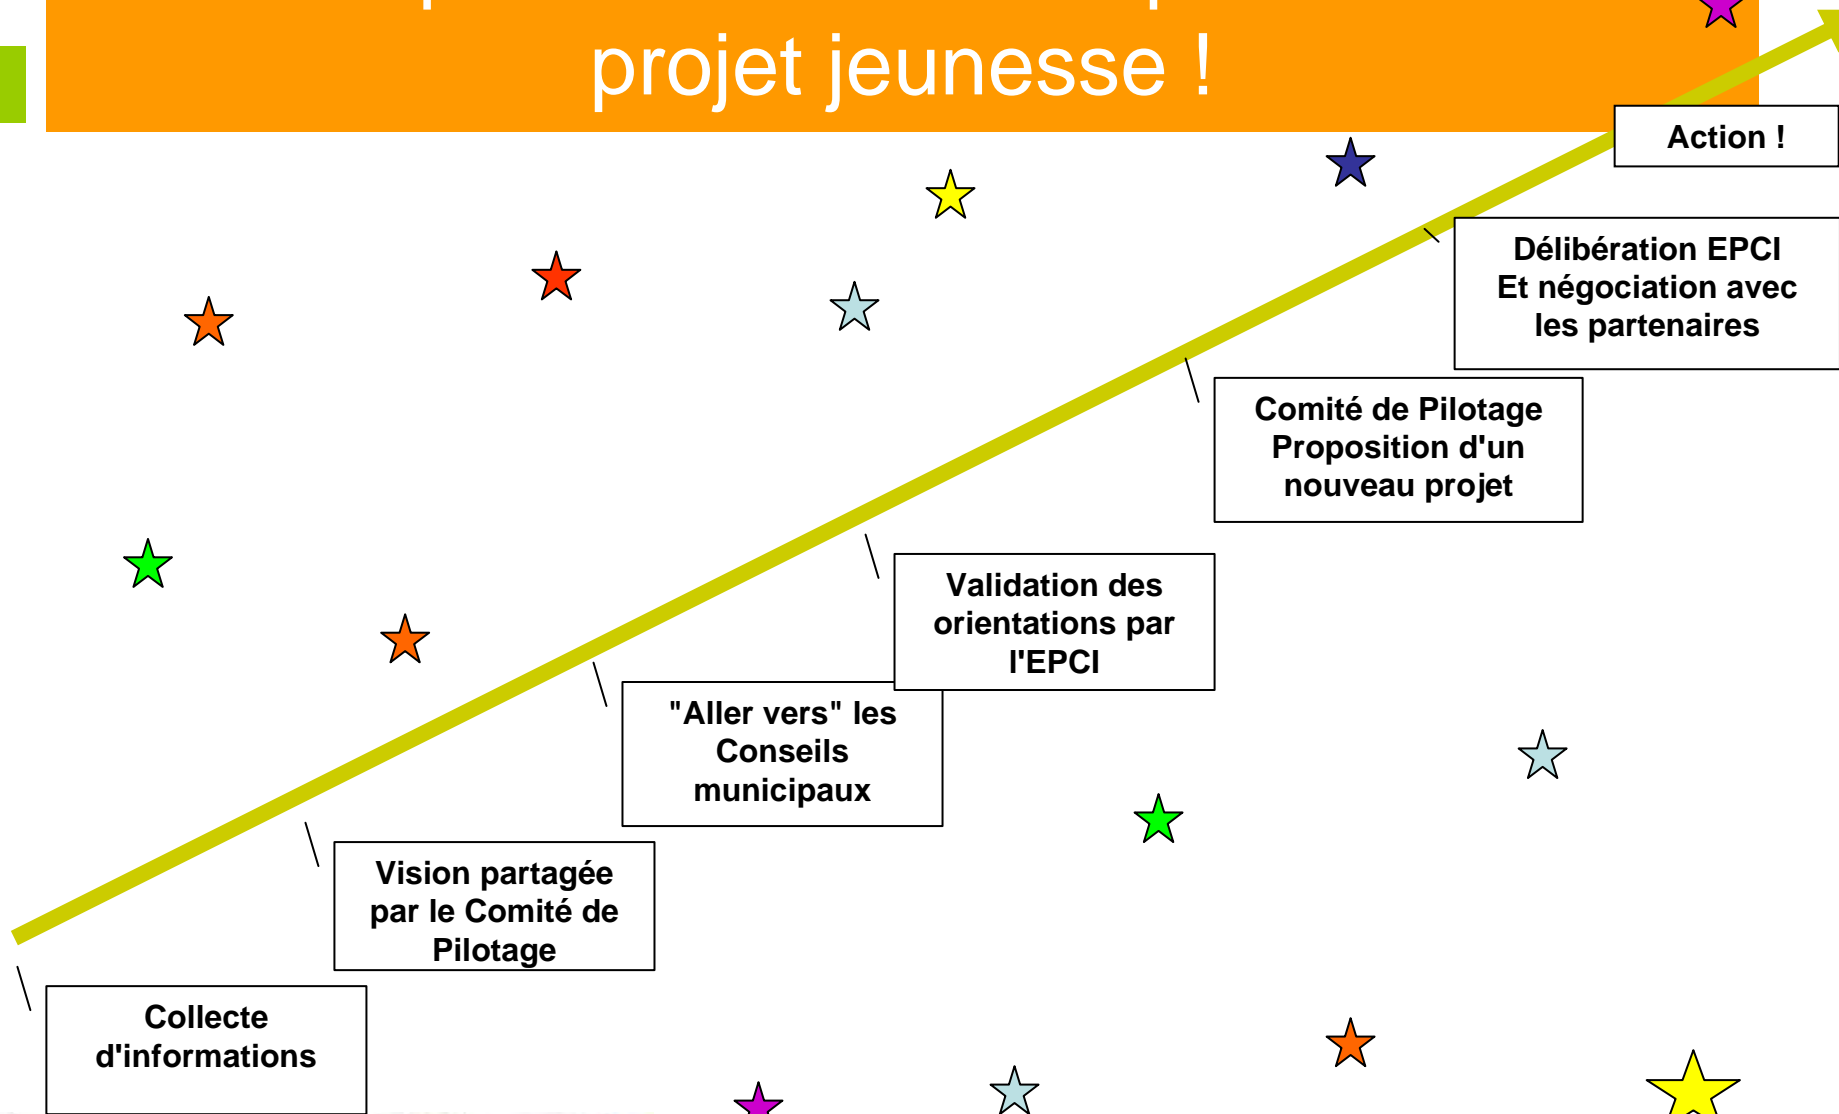 projet jeunesse !
Action !
Délibération EPCI
Et négociation avec
les partenaires
Comité de Pilotage
Proposition d'un
nouveau projet
Validation des
orientations par
l'EPCI
"Aller vers" les
Conseils
municipaux
Vision partagée
par le Comité de
Pilotage
Collecte
d'informations